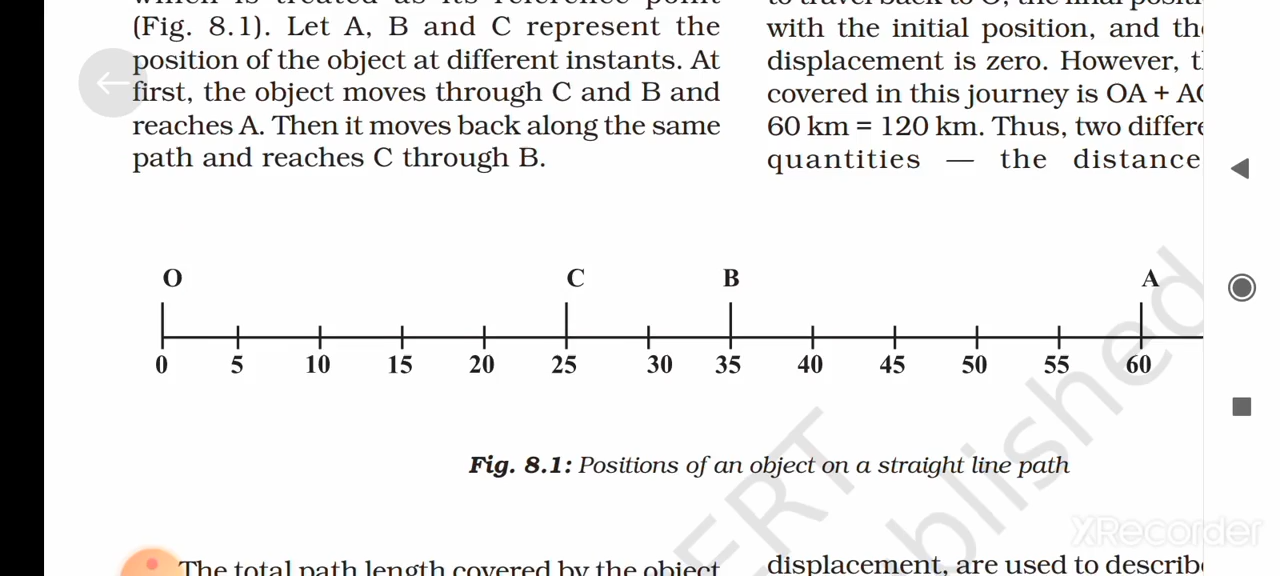 (Fig. 8.1). Let A, B and C represent the
position of the object at different instants. At
first, the object moves through C and B and
reaches A. Then it moves back along the same
path and reaches C through B.
with the initial position, and the
displacement is zero. However, t
covered in this journey is OA + A
60 km = 120 km. Thus, two differe
quantities — the distance
O C B A
0 5 10 15 20 25 30 35 40 45 50 55 60
Fig. 8.1: Positions of an object on a straight line path
The total path length covered by the object
displacement, are used to describ
XRecorder